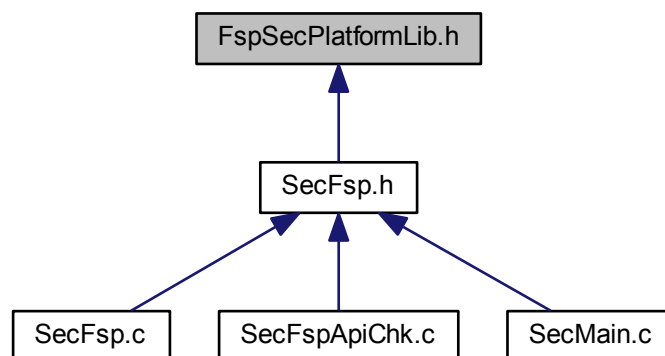 FspSecPlatformLib.h
SecFsp.h
SecFsp.c
SecFspApiChk.c
SecMain.c